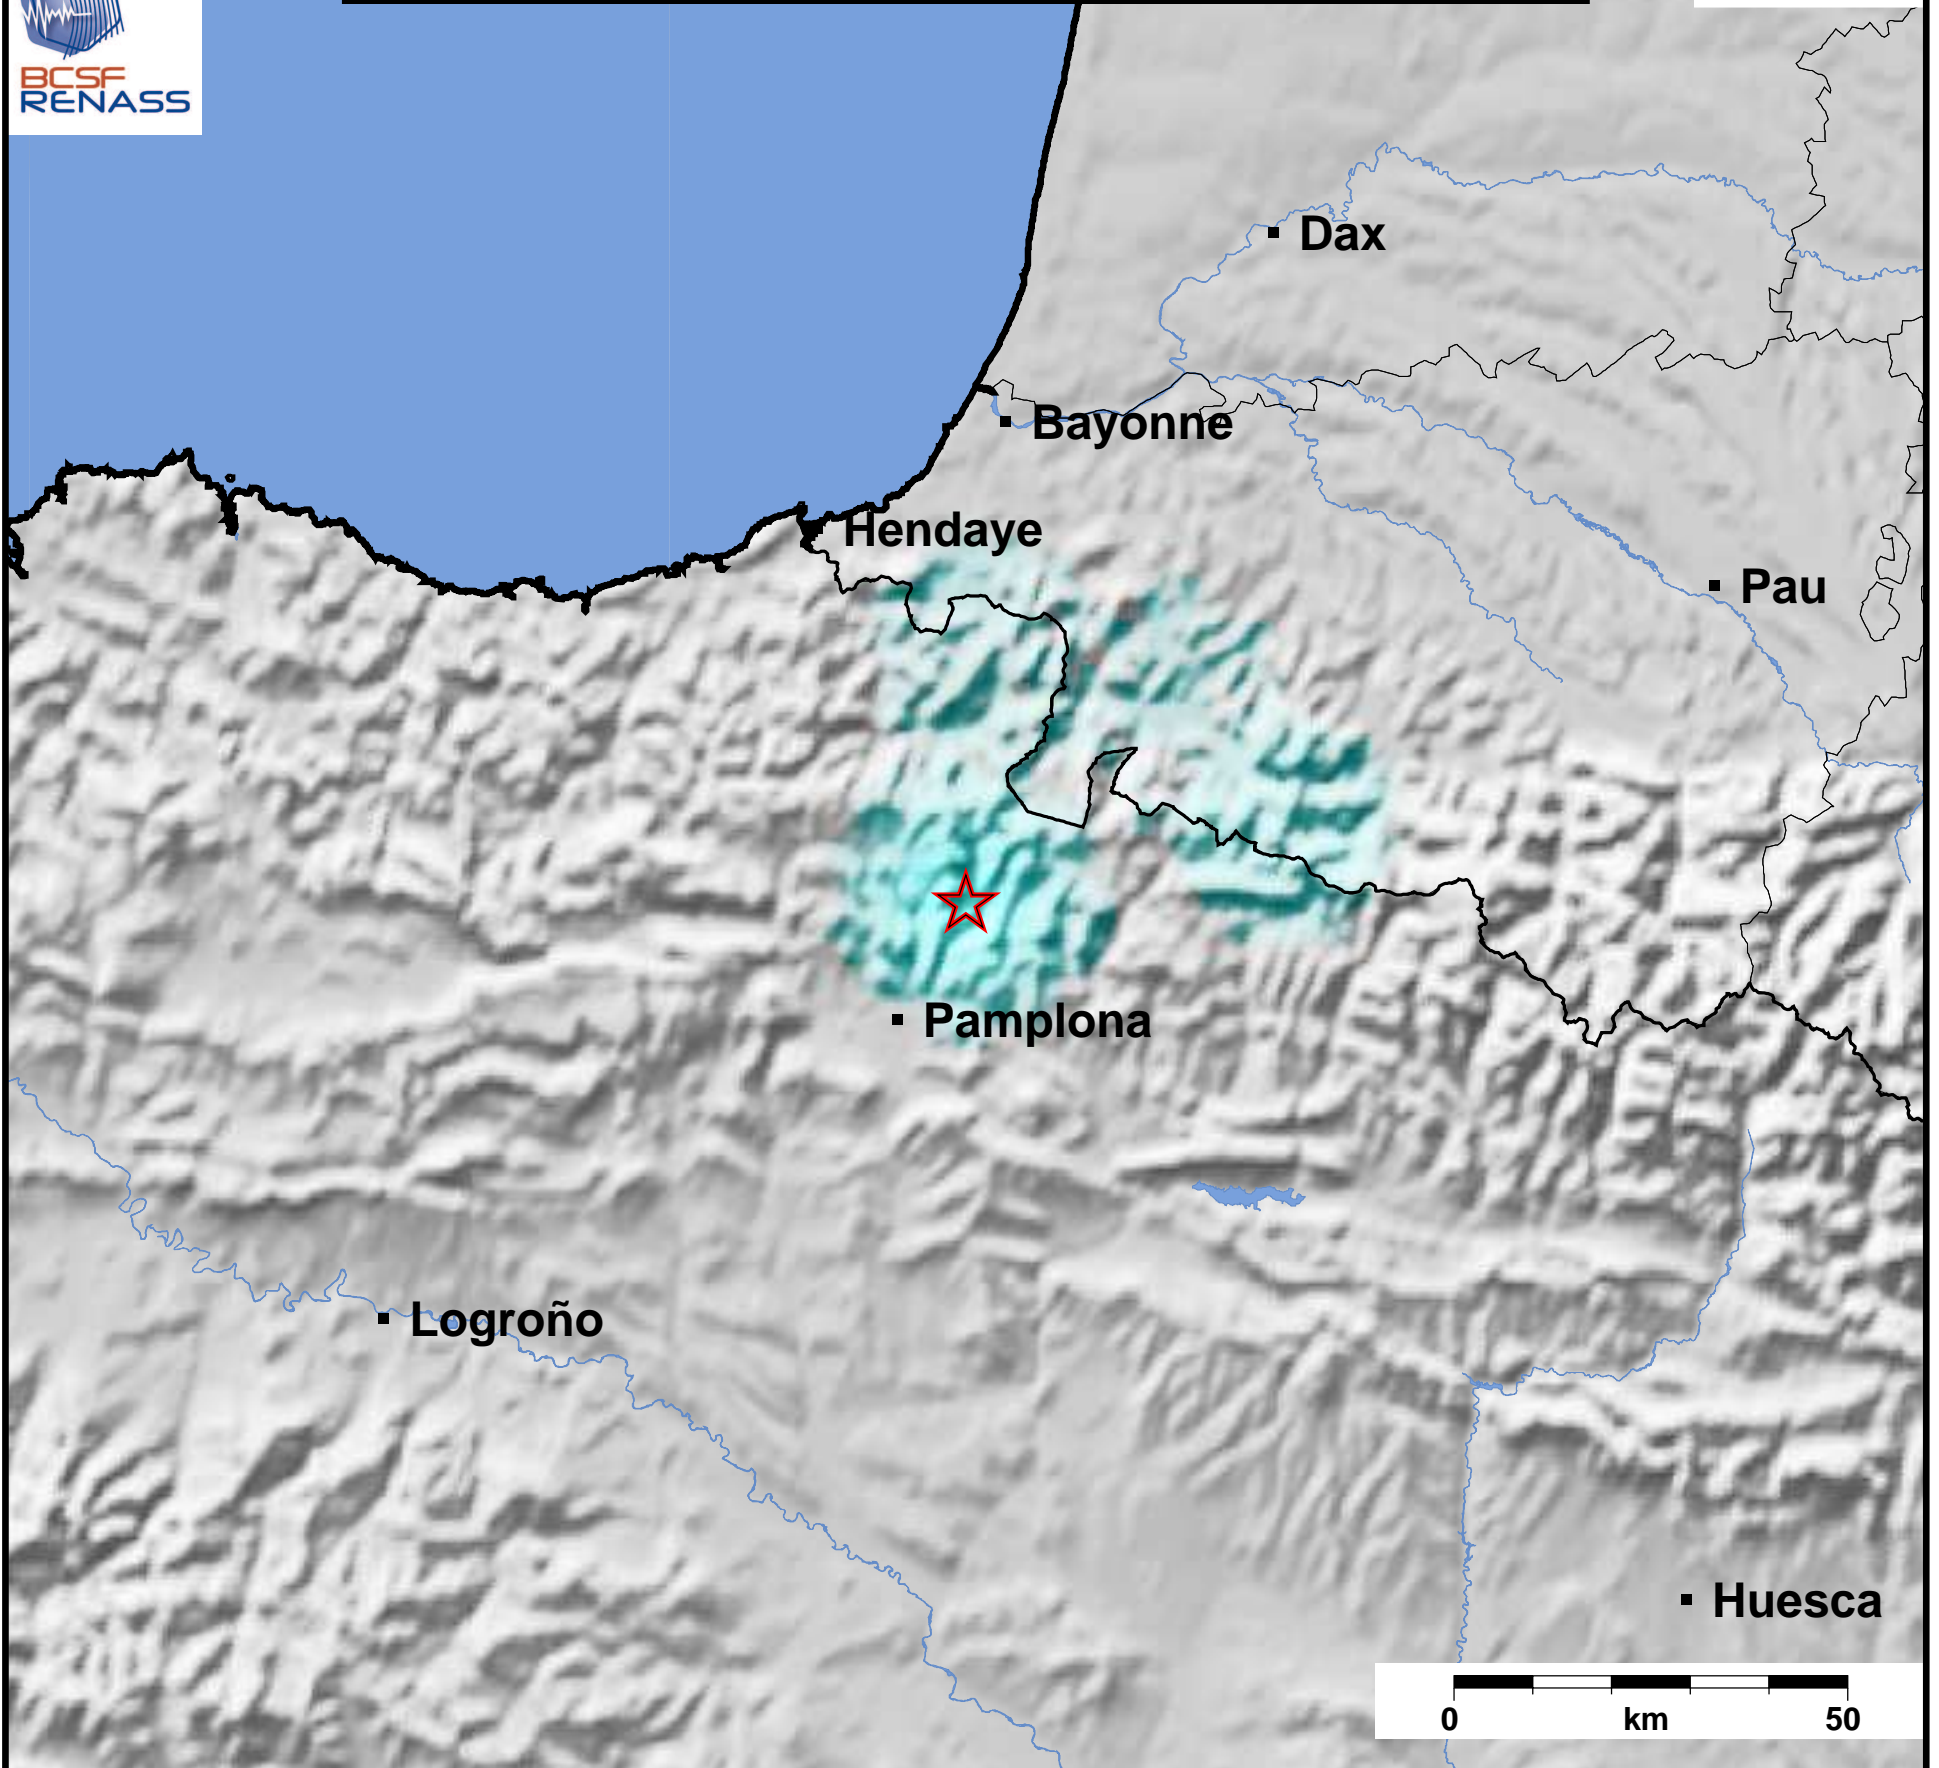 BCSF
RENASS
Dax
Bayonne
Hendaye
Pau
Pamplona
Logroño
Huesca
0 km 50